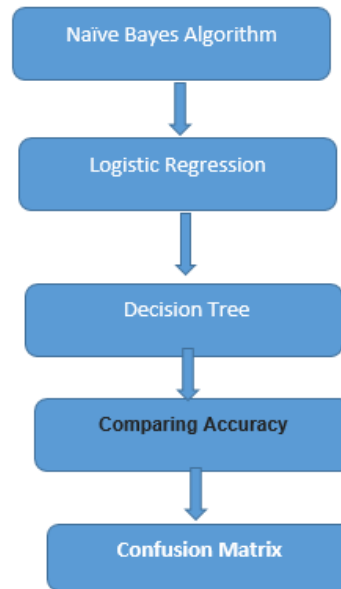 Naïve Bayes Algorithm
Logistic Regression
Decision Tree
Comparing Accuracy
Confusion Matrix